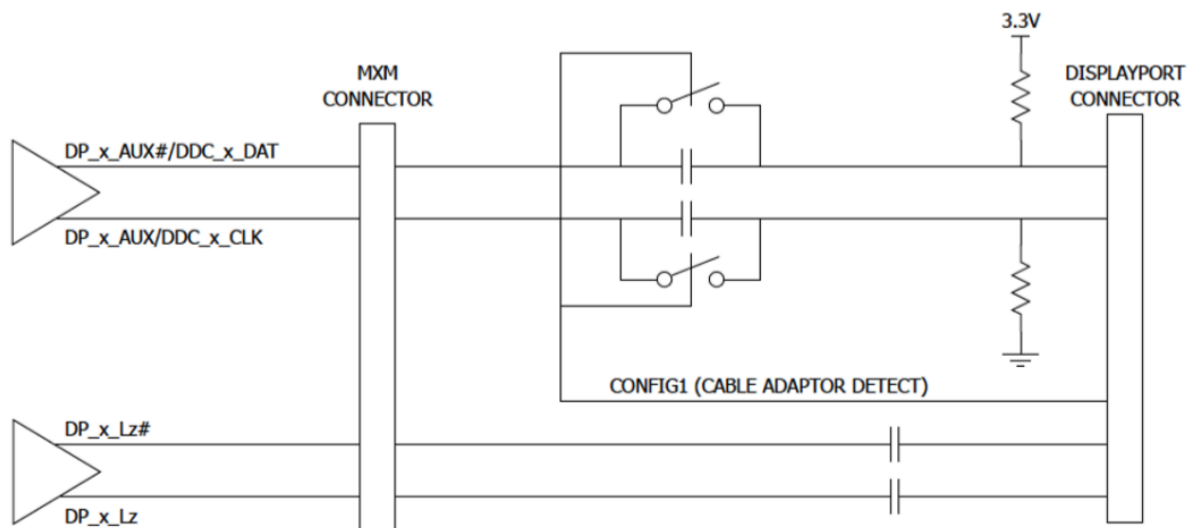 3.3V
MXM
CONNECTOR
DISPLAYPORT
CONNECTOR
DP_x_AUX#/DDC_x_DAT
DP_x_AUX/DDC_x_CLK
CONFIG1 (CABLE ADAPTOR DETECT)
DP_x_Lz#
DP_x_Lz